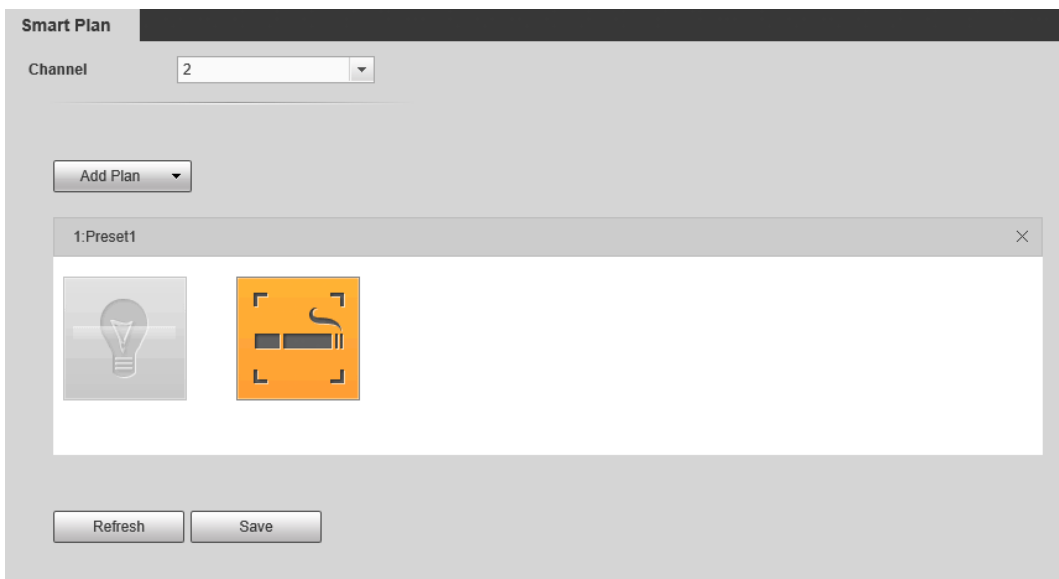 Smart Plan
Channel 2
Add Plan
1:Preset1
Refresh Save